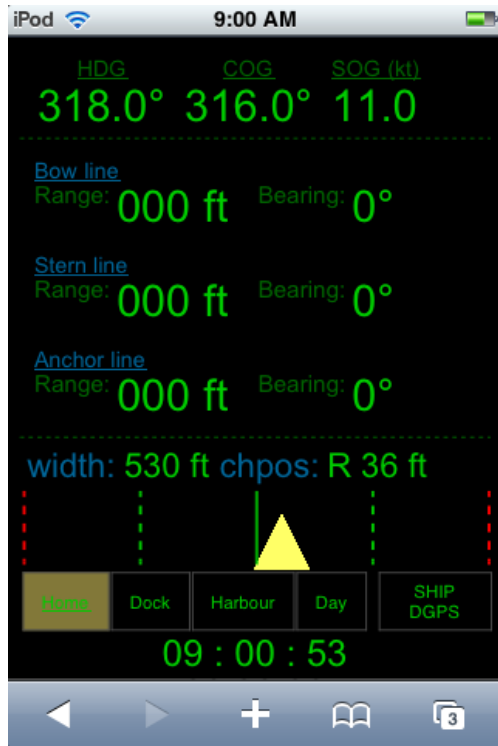 iPod 9:00 AM
HDG COG SOG (kt)
318.0° 316.0° 11.0
Bow line
Range: 000 ft Bearing: 0°
Stern line
Range: 000 ft Bearing: 0°
Anchor line
Range: 000 ft Bearing: 0°
width: 530 ft chpos: R 36 ft
Home Dock Harbour Day SHIP
DGPS
09 : 00 : 53
3